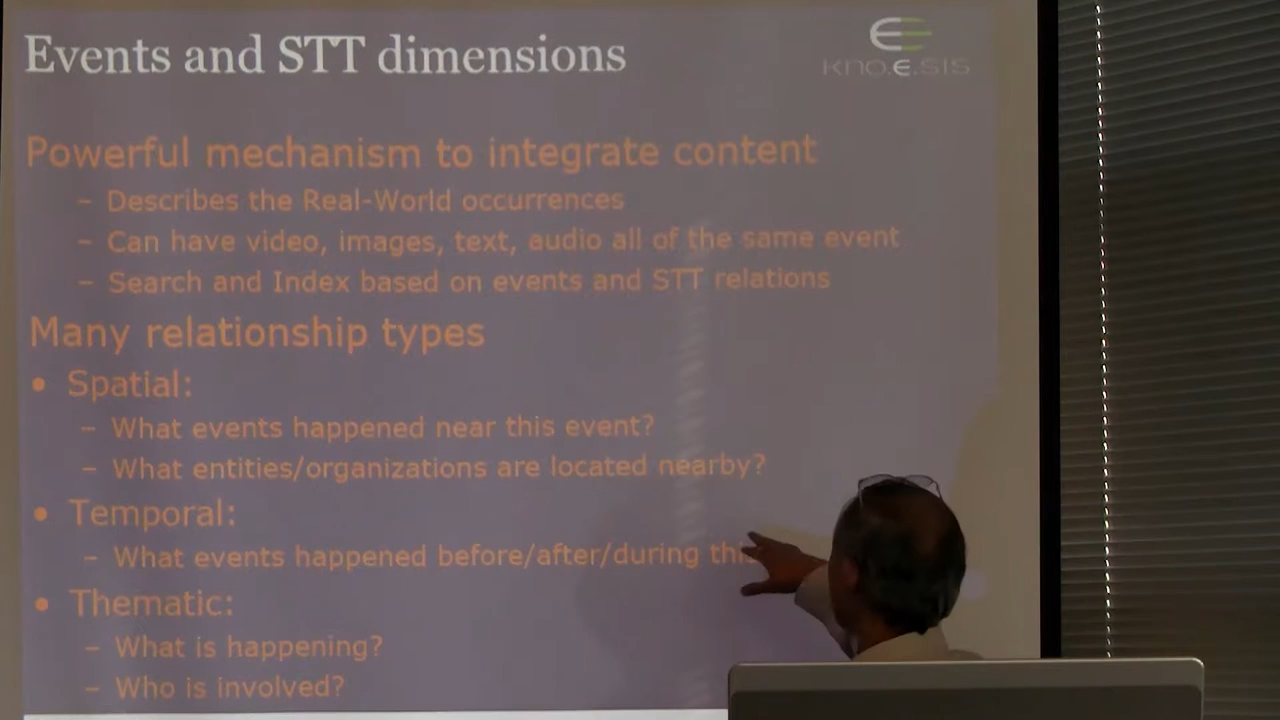 Events and STT dimensions
kno.e.sis
Powerful mechanism to integrate content
– Describes the Real-World occurrences
– Can have video, images, text, audio all of the same event
– Search and Index based on events and STT relations
Many relationship types
• Spatial:
– What events happened near this event?
– What entities/organizations are located nearby?
• Temporal:
– What events happened before/after/during
• Thematic:
– What is happening?
– Who is involved?